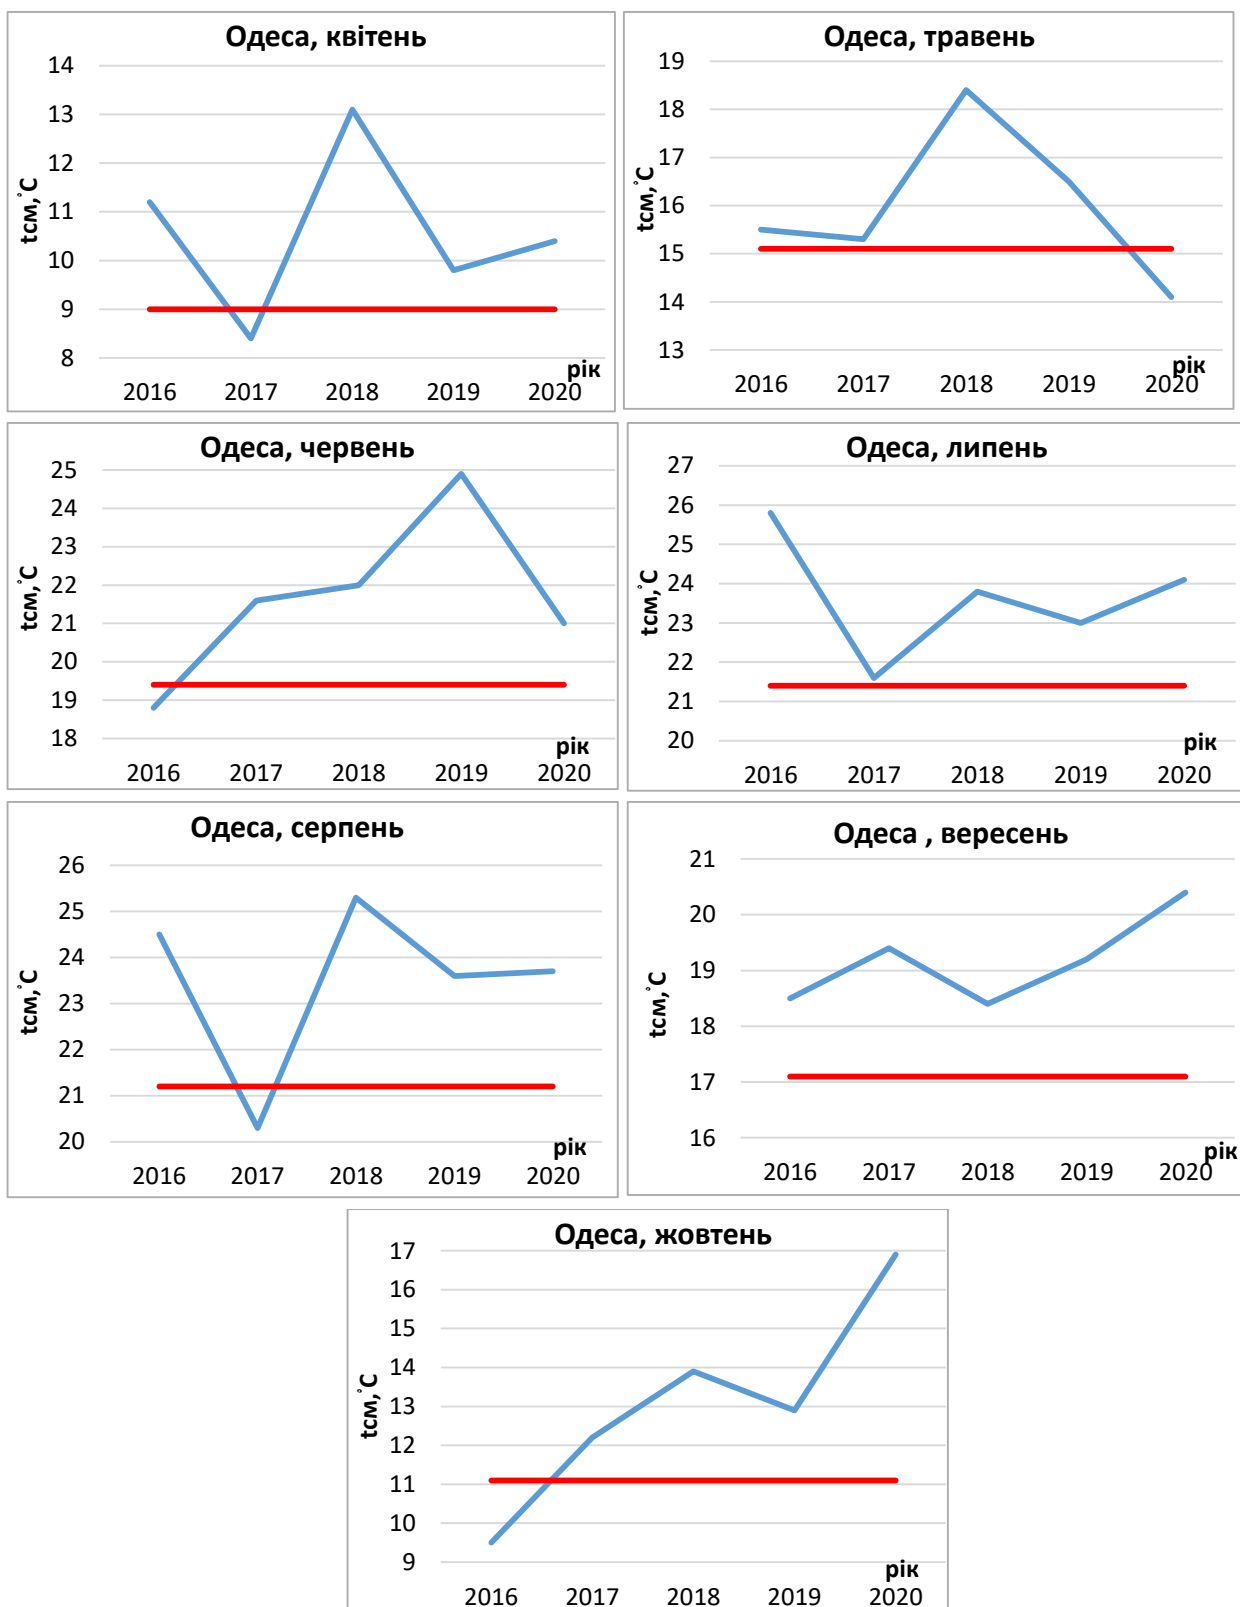 Одеса, квітень
14
13
12
11
10
9
8
tсм,˚С
2016 2017 2018 2019 2020
рік
Одеса, травень
19
18
17
16
15
14
13
tсм,˚С
2016 2017 2018 2019 2020
рік
Одеса, червень
25
24
23
22
21
20
19
18
tсм,˚С
2016 2017 2018 2019 2020
рік
Одеса, липень
27
26
25
24
23
22
21
20
tсм,˚С
2016 2017 2018 2019 2020
рік
Одеса, серпень
26
25
24
23
22
21
20
tсм,˚С
2016 2017 2018 2019 2020
рік
Одеса , вересень
21
20
19
18
17
16
tсм,˚С
2016 2017 2018 2019 2020
рік
Одеса, жовтень
17
16
15
14
13
12
11
10
9
tсм,˚С
2016 2017 2018 2019 2020
рік